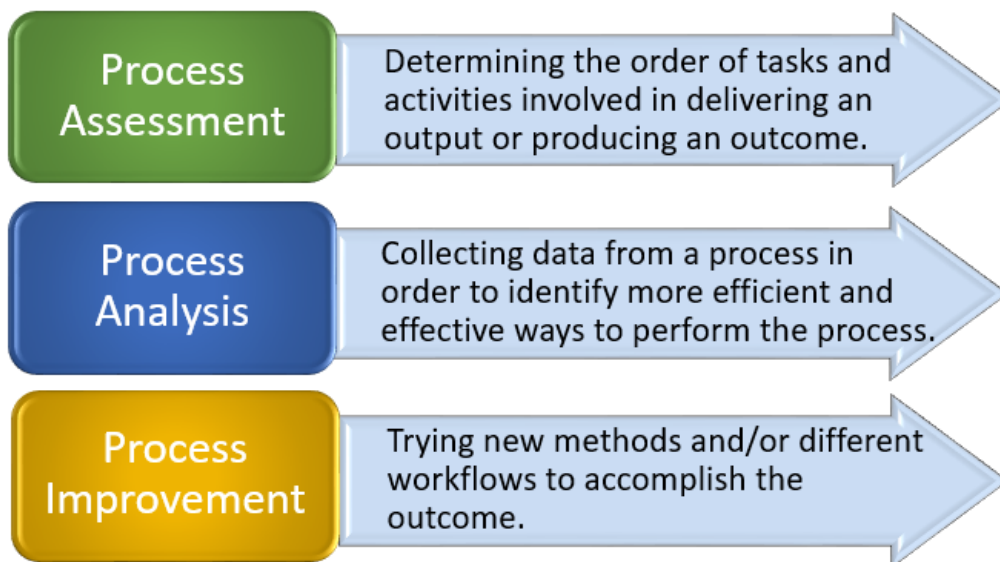 Process
Assessment
Determining the order of tasks and
activities involved in delivering an
output or producing an outcome.
Process
Analysis
Collecting data from a process in
order to identify more efficient and
effective ways to perform the process.
Process
Improvement
Trying new methods and/or different
workflows to accomplish the
outcome.